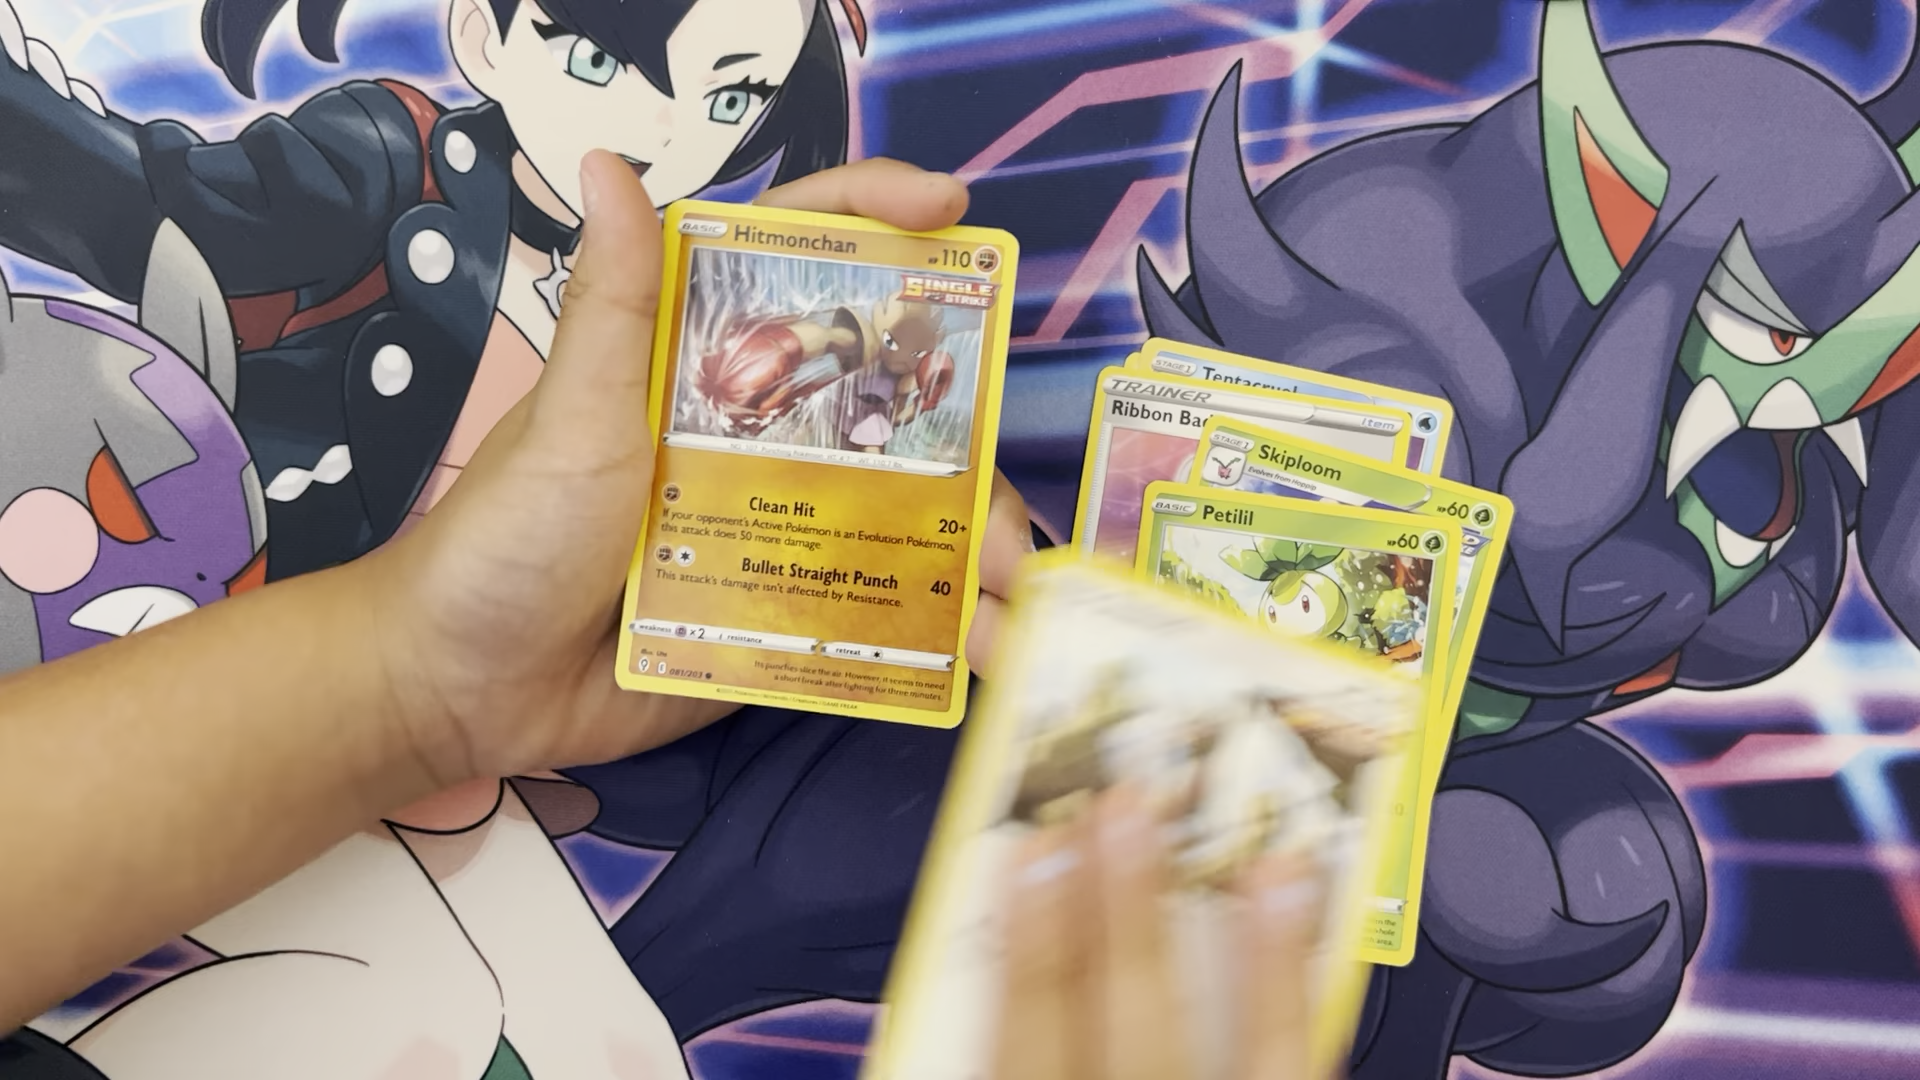 BASIC Hitmonchan HP 110
SINGLE
STRIKE
Clean Hit 20+
If your opponent's Active Pokémon is an Evolution Pokémon,
this attack does 50 more damage.
Bullet Straight Punch 40
This attack's damage isn't affected by Resistance.
weakness ×2 resistance retreat
081/203
Its punches slice the air. However, it seems to need
a short break after fighting for three minutes.
STAGE 1 Tentacruel
TRAINER
Ribbon Item
STAGE 1 Skiploom
Evolves from Hoppip
HP 60
BASIC Petilil
HP 60